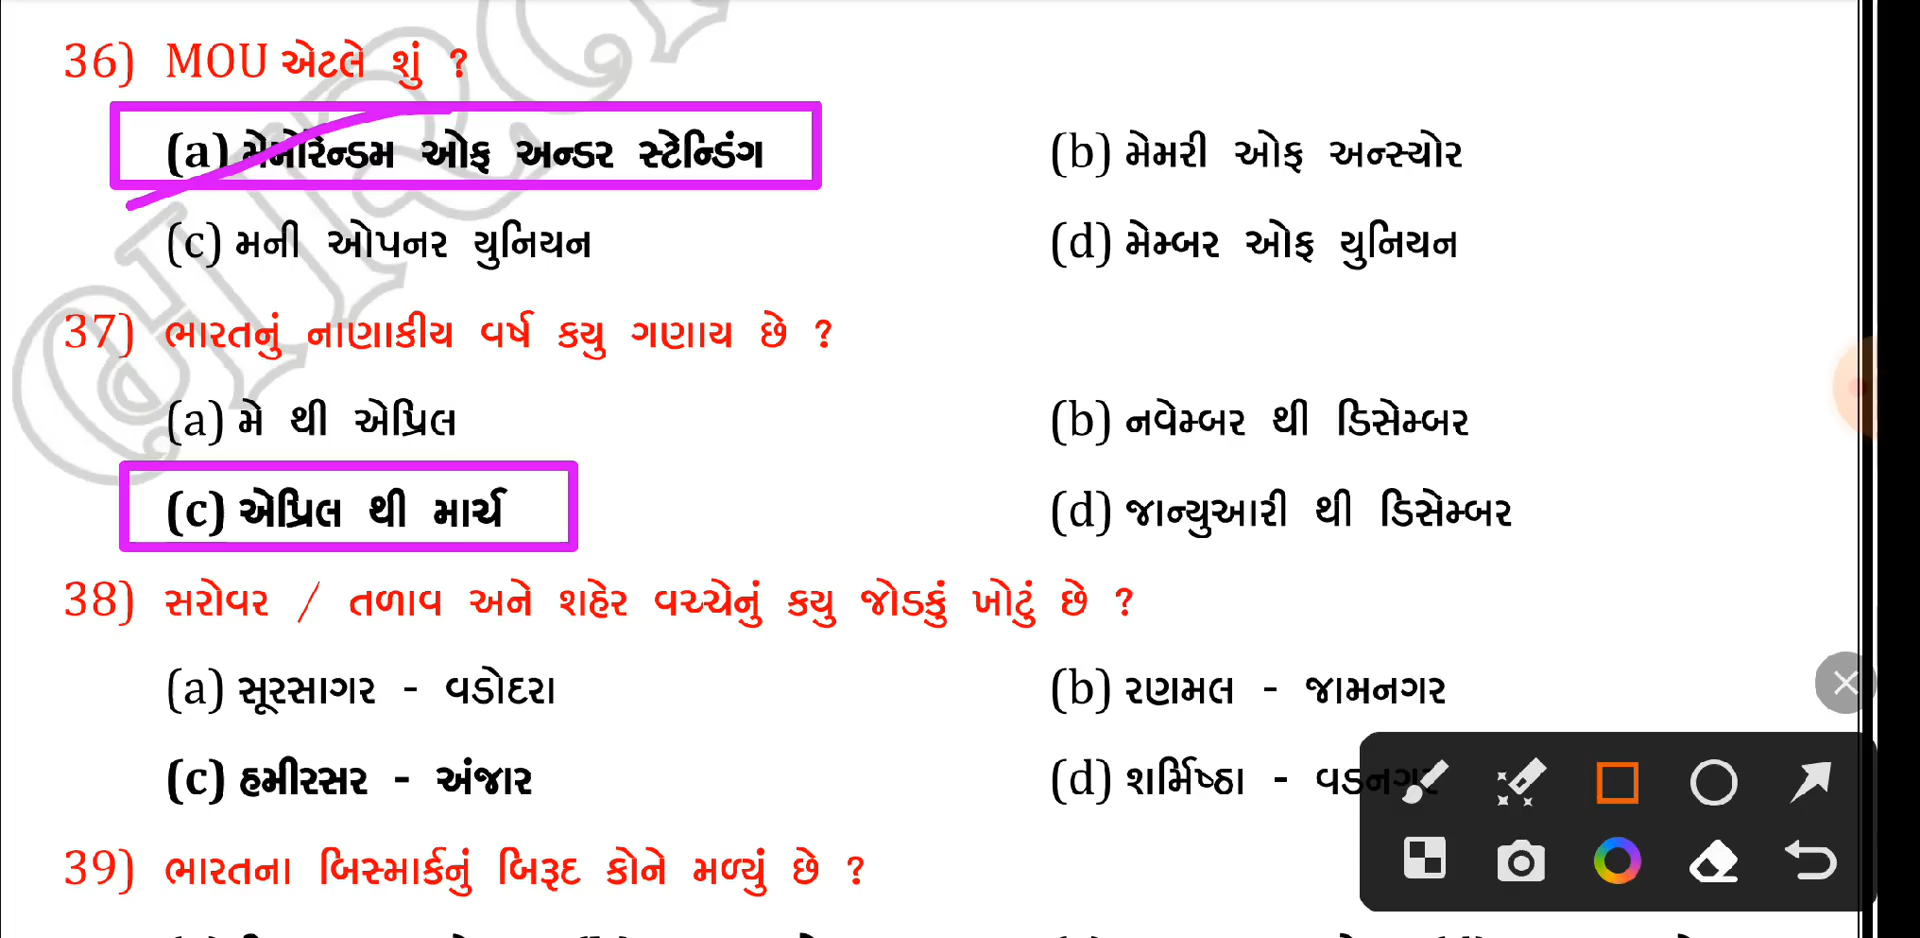 36) MOU એટલે શું ?
(a) મેમોરેન્ડમ ઓફ અન્ડર સ્ટેન્ડિંગ (b) મેમરી ઓફ અન્સ્યોર
(c) મની ઓપનર યુનિયન (d) મેમ્બર ઓફ યુનિયન
37) ભારતનું નાણાકીય વર્ષ કયુ ગણાય છે ?
(a) મે થી એપ્રિલ (b) નવેમ્બર થી ડિસેમ્બર
(c) એપ્રિલ થી માર્ચ (d) જાન્યુઆરી થી ડિસેમ્બર
38) સરોવર / તળાવ અને શહેર વચ્ચેનું કયુ જોડકું ખોટું છે ?
(a) સૂરસાગર - વડોદરા (b) રણમલ - જામનગર
(c) હમીરસર - અંજાર (d) શર્મિષ્ઠા - વડનગર
39) ભારતના બિસ્માર્કનું બિરૂદ કોને મળ્યું છે ?